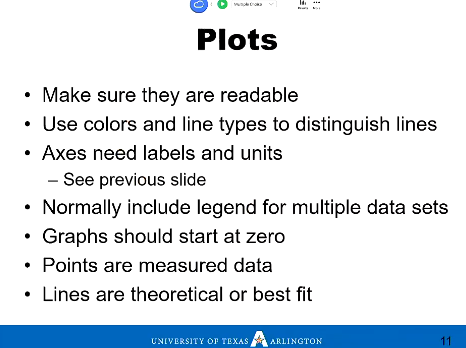 Multiple Choice
Plots
• Make sure they are readable
• Use colors and line types to distinguish lines
• Axes need labels and units
– See previous slide
• Normally include legend for multiple data sets
• Graphs should start at zero
• Points are measured data
• Lines are theoretical or best fit
UNIVERSITY OF TEXAS ARLINGTON
11